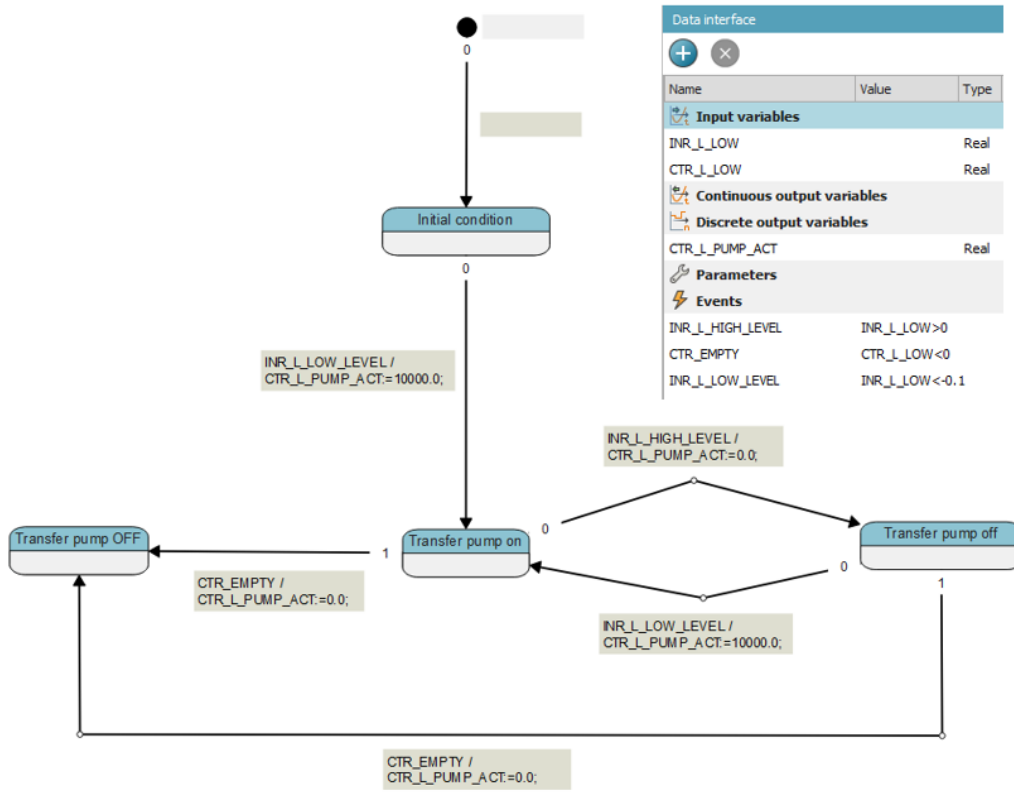 Data interface
Name Value Type
Input variables
INR_L_LOW Real
CTR_L_LOW Real
Continuous output variables
Discrete output variables
CTR_L_PUMP_ACT Real
Parameters
Events
INR_L_HIGH_LEVEL INR_L_LOW>0
CTR_EMPTY CTR_L_LOW<0
INR_L_LOW_LEVEL INR_L_LOW<-0.1
0
Initial condition
0
INR_L_LOW_LEVEL /
CTR_L_PUMP_ACT:=10000.0;
INR_L_HIGH_LEVEL /
CTR_L_PUMP_ACT:=0.0;
Transfer pump OFF
1
Transfer pump on
0
Transfer pump off
0
1
CTR_EMPTY /
CTR_L_PUMP_ACT:=0.0;
INR_L_LOW_LEVEL /
CTR_L_PUMP_ACT:=10000.0;
CTR_EMPTY /
CTR_L_PUMP_ACT:=0.0;